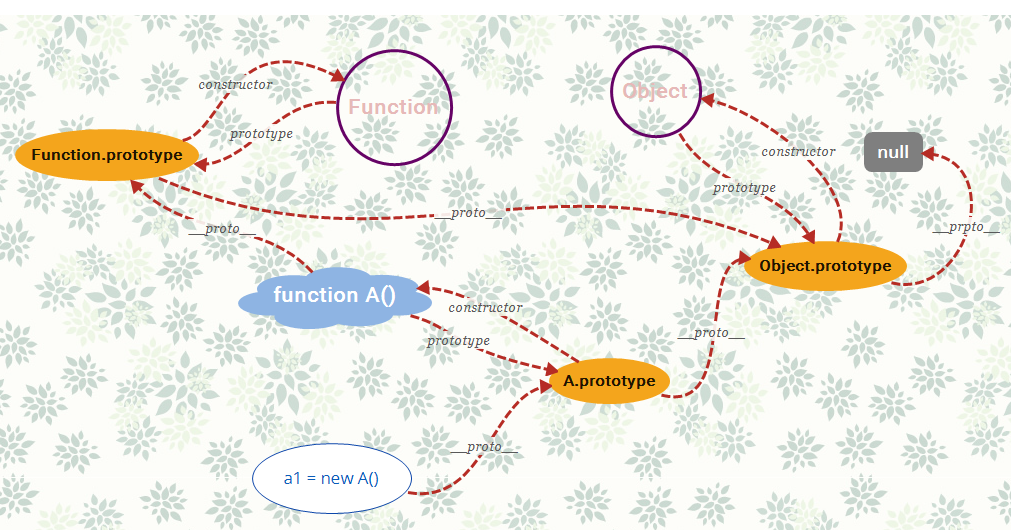 constructor
Function
Object
prototype
Function.prototype
constructor
null
prototype
__proto__
__proto__
__prpto__
Object.prototype
function A()
constructor
prototype
__proto__
A.prototype
__proto__
a1 = new A()